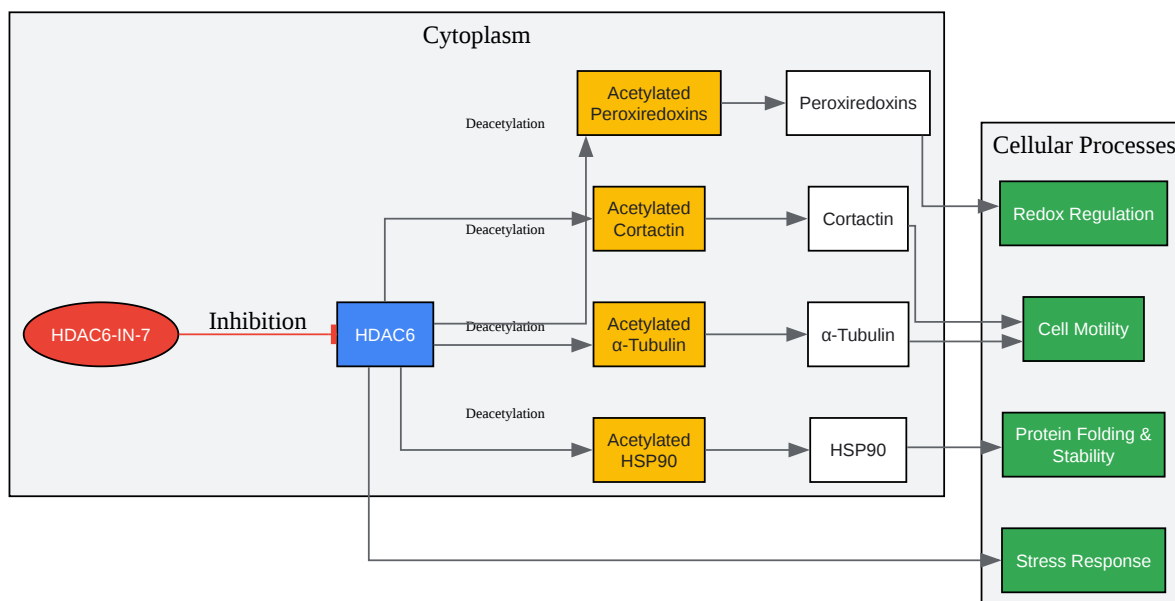 Cytoplasm
Acetylated
Peroxiredoxins
Peroxiredoxins
Deacetylation
Cellular Processes
Acetylated
Cortactin
Cortactin
Redox Regulation
Deacetylation
HDAC6-IN-7
Inhibition
HDAC6
Deacetylation
Acetylated
α-Tubulin
α-Tubulin
Cell Motility
Deacetylation
Acetylated
HSP90
HSP90
Protein Folding &
Stability
Stress Response